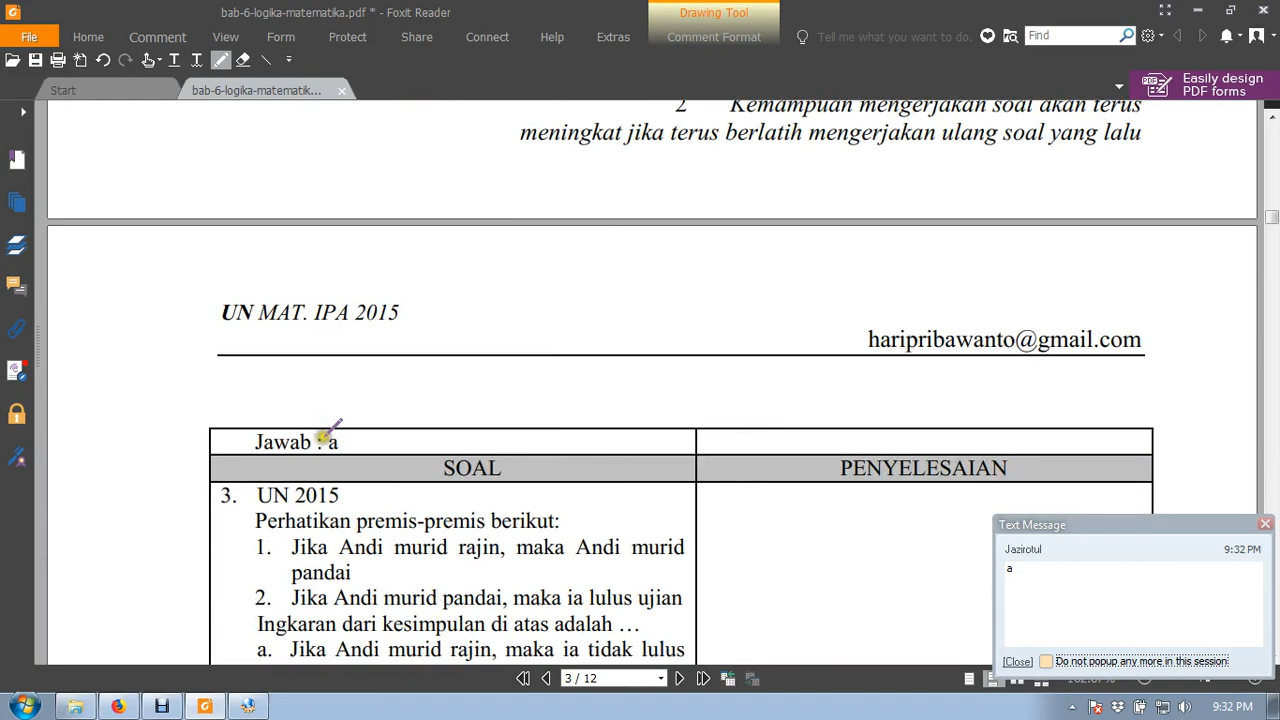 bab-6-logika-matematika.pdf * - Foxit Reader
Drawing Tool
File
Home
Comment
View
Form
Protect
Share
Connect
Help
Extras
Comment Format
Tell me what you want to do.
Find
Start
bab-6-logika-matematik...
Easily design
PDF forms
2 Kemampuan mengerjakan soal akan terus
meningkat jika terus berlatih mengerjakan ulang soal yang lalu
UN MAT. IPA 2015
haripribawanto@gmail.com
Jawab : a
SOAL
PENYELESAIAN
3. UN 2015
Perhatikan premis-premis berikut:
1. Jika Andi murid rajin, maka Andi murid
pandai
2. Jika Andi murid pandai, maka ia lulus ujian
Ingkaran dari kesimpulan di atas adalah …
a. Jika Andi murid rajin, maka ia tidak lulus
Text Message
Jazirotul
9:32 PM
a
[Close]
Do not popup any more in this session
3 / 12
9:32 PM